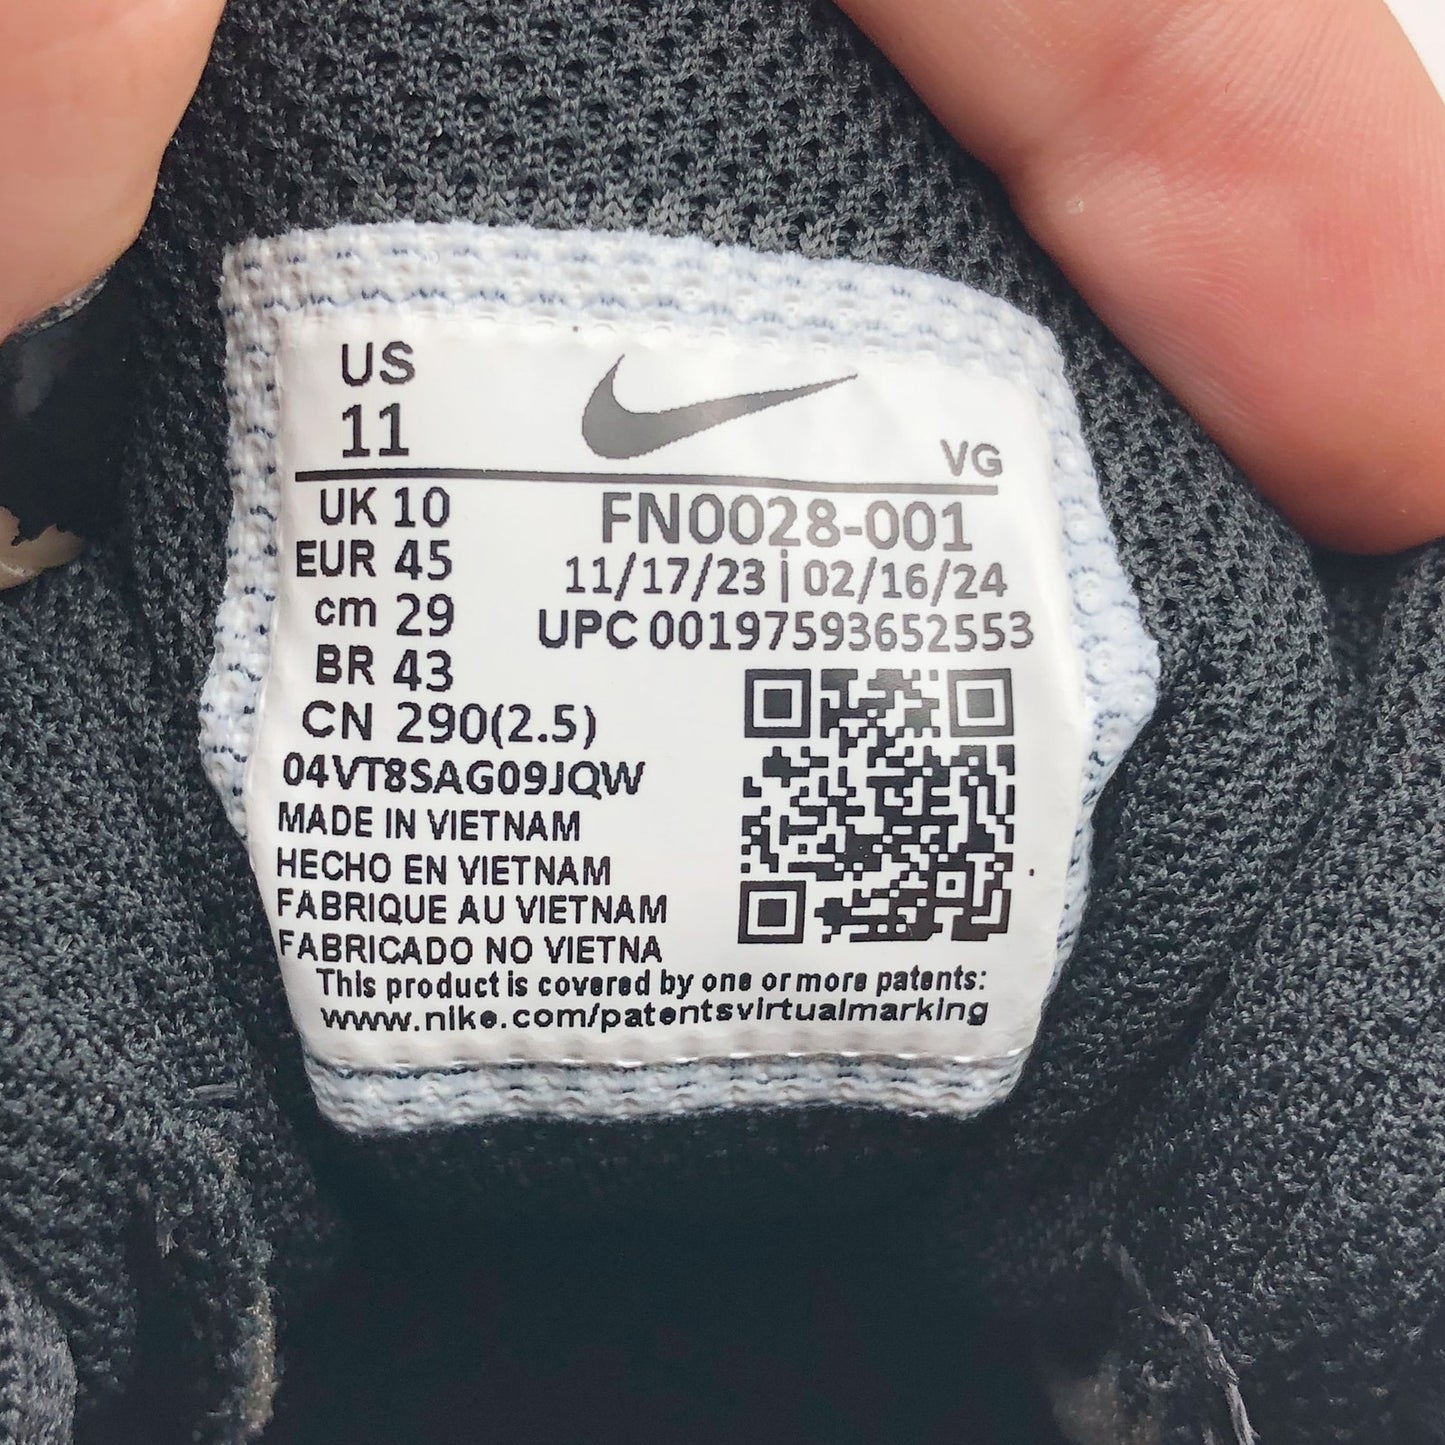 US
11
VG
UK 10
EUR 45
cm 29
BR 43
CN 290(2.5)
FN0028-001
11/17/23 | 02/16/24
UPC 00197593652553
04VT8SAG09JQW
MADE IN VIETNAM
HECHO EN VIETNAM
FABRIQUE AU VIETNAM
FABRICADO NO VIETNA
This product is covered by one or more patents:
www.nike.com/patentsvirtualmarking